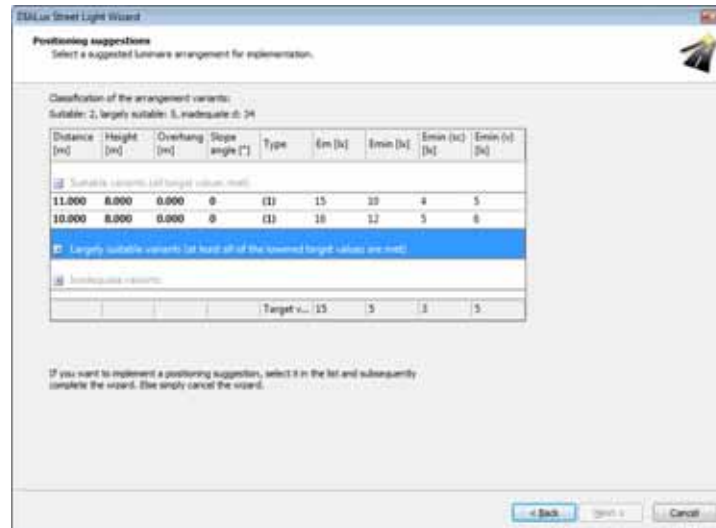 DIALux Street Light Wizard
Positioning suggestions
Select a suggested luminaire arrangement for implementation.
Classification of the arrangement variants:
Suitable: 2, largely suitable: 5, inadequate d: 34
Distance [m] Height [m] Overhang [m] Slope angle [°] Type Em [lx] Emin [lx] Emin (sc) [lx] Emin (v) [lx]
Suitable variants (all target values met)
11.000 8.000 0.000 0 (1) 15 10 4 5
10.000 8.000 0.000 0 (1) 16 12 5 6
Largely suitable variants (at least all of the lowered target values are met)
Inadequate variants
Target v... 15 5 3 5
If you want to implement a positioning suggestion, select it in the list and subsequently
complete the wizard. Else simply cancel the wizard.
< Back Next > Cancel